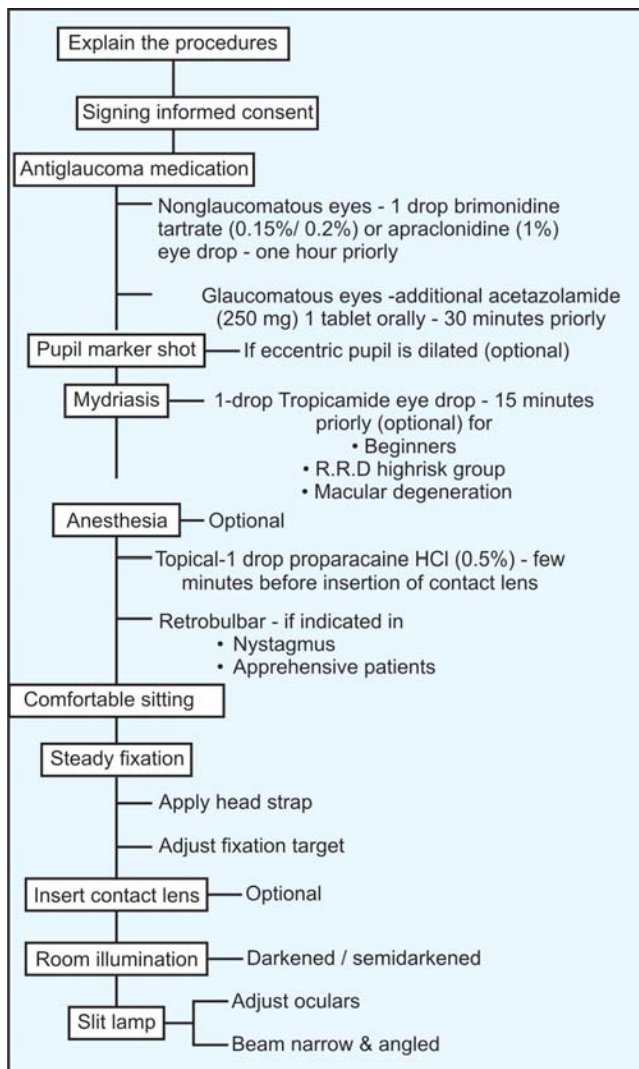 Explain the procedures
Signing informed consent
Antiglaucoma medication
Nonglaucomatous eyes - 1 drop brimonidine
tartrate (0.15%/ 0.2%) or apraclonidine (1%)
eye drop - one hour priorly
Glaucomatous eyes -additional acetazolamide
(250 mg) 1 tablet orally - 30 minutes priorly
Pupil marker shot
If eccentric pupil is dilated (optional)
Mydriasis
1-drop Tropicamide eye drop - 15 minutes
priorly (optional) for
• Beginners
• R.R.D highrisk group
• Macular degeneration
Anesthesia
Optional
Topical-1 drop proparacaine HCl (0.5%) - few
minutes before insertion of contact lens
Retrobulbar - if indicated in
• Nystagmus
• Apprehensive patients
Comfortable sitting
Steady fixation
Apply head strap
Adjust fixation target
Insert contact lens
Optional
Room illumination
Darkened / semidarkened
Slit lamp
Adjust oculars
Beam narrow & angled